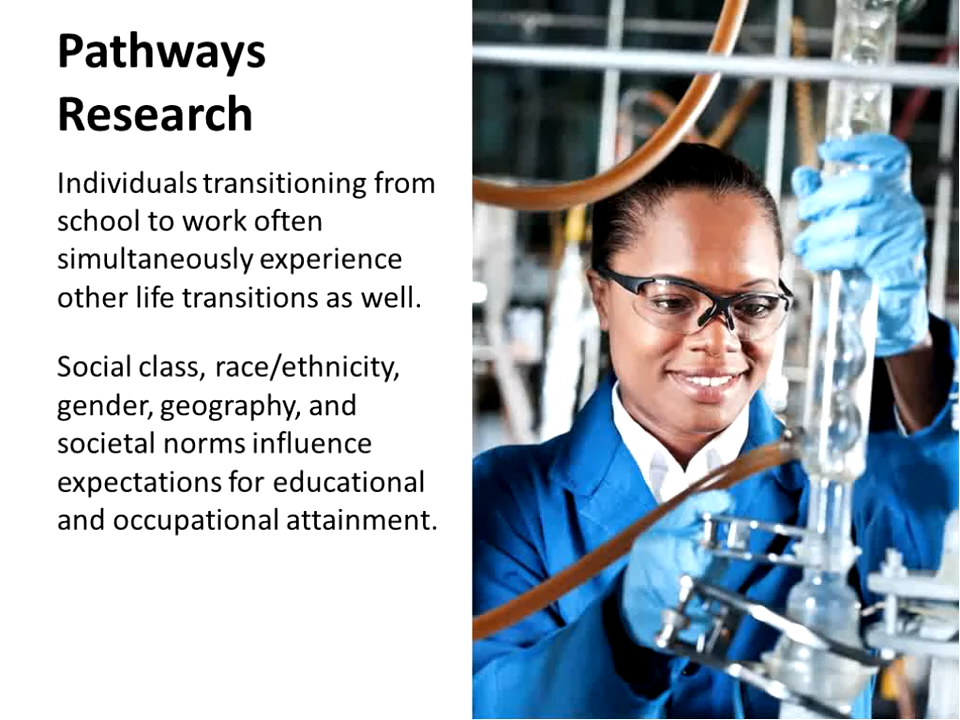 Pathways
Research
Individuals transitioning from
school to work often
simultaneously experience
other life transitions as well.
Social class, race/ethnicity,
gender, geography, and
societal norms influence
expectations for educational
and occupational attainment.